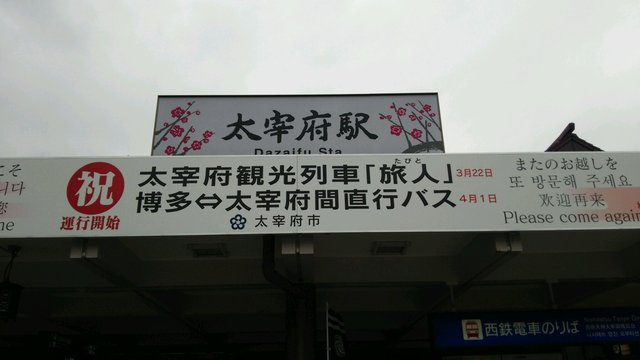 太宰府駅
Dazaifu Sta
祝
運行開始
太宰府観光列車「旅人」3月22日
たびと
博多⇔太宰府間直行バス 4月1日
太宰府市
またのお越しを
또 방문해 주세요
欢迎再来
Please come again
西鉄電車のりば